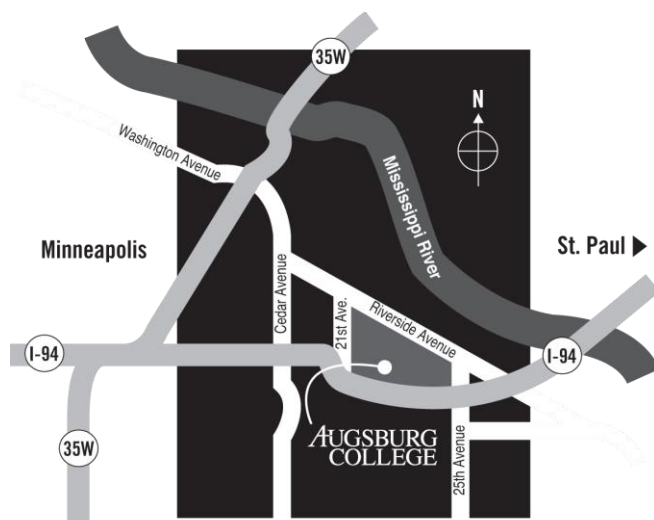 35W
N
Washington Avenue
Mississippi River
Minneapolis
St. Paul
Cedar Avenue
21st Ave.
Riverside Avenue
I-94
I-94
AUGSBURG
COLLEGE
35W
25th Avenue